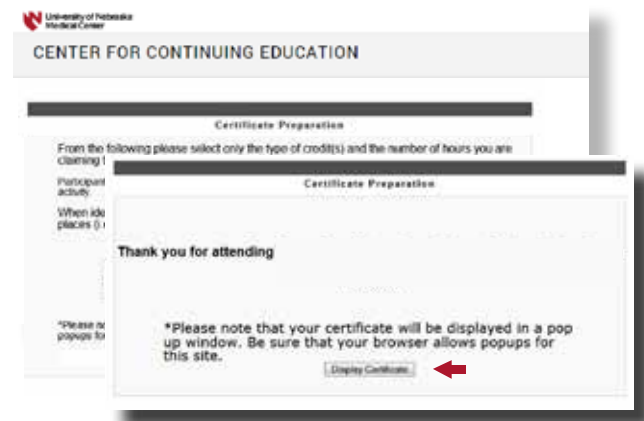 University of Nebraska
Medical Center
CENTER FOR CONTINUING EDUCATION
Certificate Preparation
From the following please select only the type of credit(s) and the number of hours you are
claiming
Participant
activity
When
places (i
*Please
popups
Certificate Preparation
Thank you for attending
*Please note that your certificate will be displayed in a pop
up window. Be sure that your browser allows popups for
this site.
Display Certificate